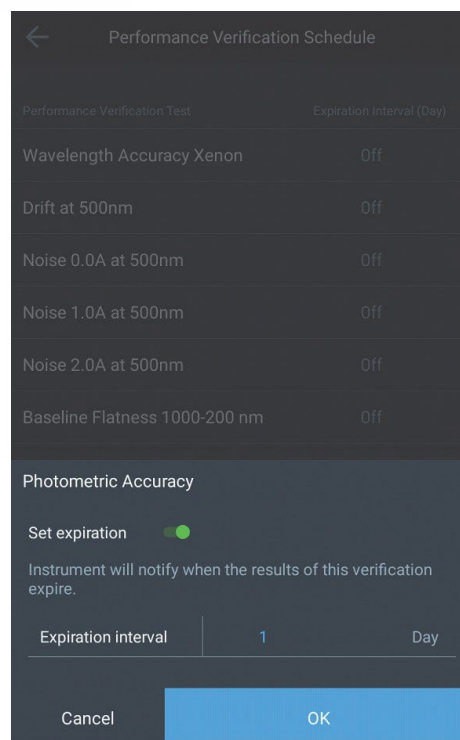 Performance Verification Schedule
Performance Verification Test Expiration Interval (Day)
Wavelength Accuracy Xenon Off
Drift at 500nm Off
Noise 0.0A at 500nm Off
Noise 1.0A at 500nm Off
Noise 2.0A at 500nm Off
Baseline Flatness 1000-200 nm Off
Photometric Accuracy
Set expiration
Instrument will notify when the results of this verification
expire.
Expiration interval 1 Day
Cancel OK